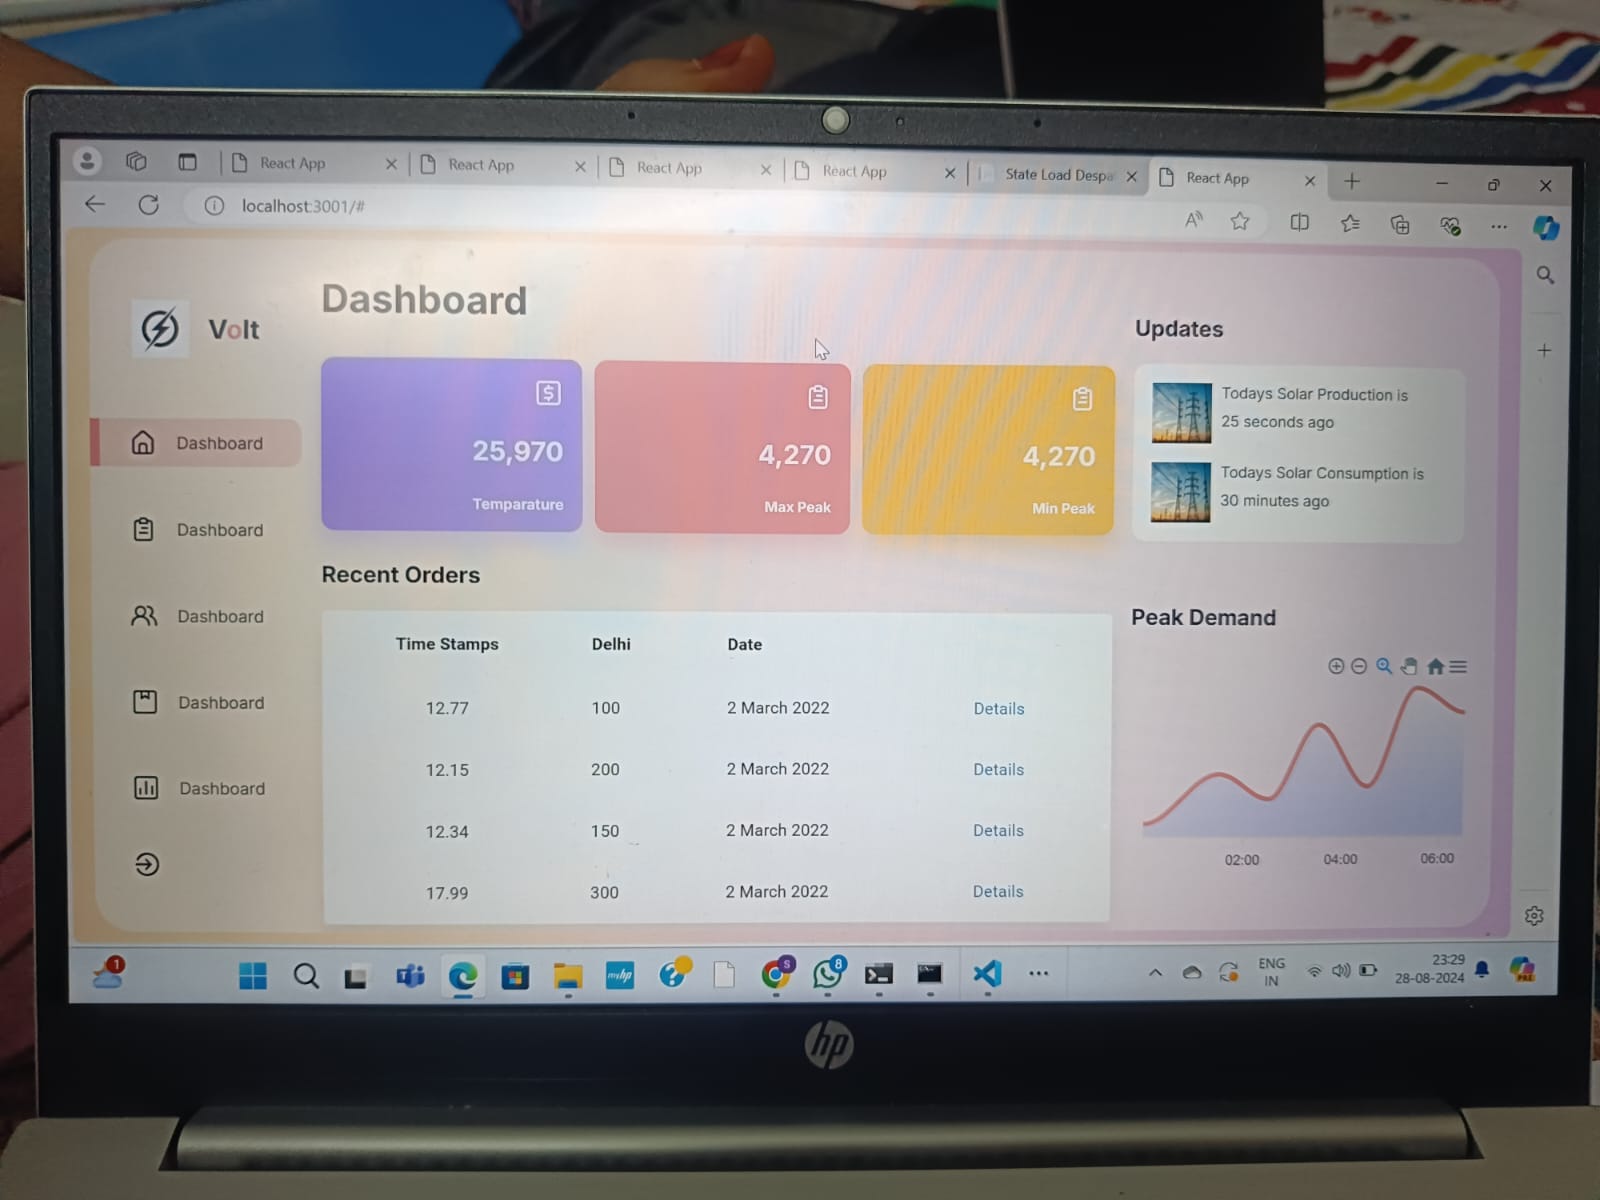 React App
React App
React App
React App
State Load Despa
React App
localhost:3001/#
Volt
Dashboard
Dashboard
Dashboard
Dashboard
Dashboard
Dashboard
25,970
Temparature
4,270
Max Peak
4,270
Min Peak
Updates
Todays Solar Production is
25 seconds ago
Todays Solar Consumption is
30 minutes ago
Recent Orders
Time Stamps Delhi Date
12.77 100 2 March 2022 Details
12.15 200 2 March 2022 Details
12.34 150 2 March 2022 Details
17.99 300 2 March 2022 Details
Peak Demand
02:00 04:00 06:00
1
T
myhp
?
S
8
ENG
IN
23:29
28-08-2024
PRE
hp